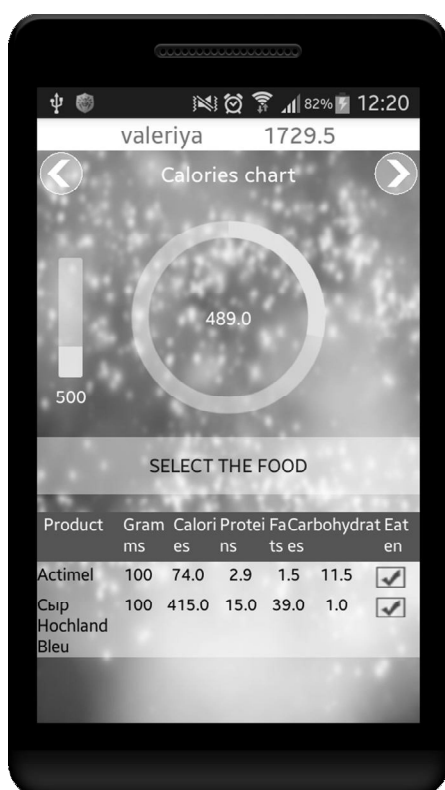 82% 12:20
valeriya 1729.5
Calories chart
489.0
500
SELECT THE FOOD
Product Gram Calori Protei Fa Carbohydrat Eat
ms es ns ts es en
Actimel 100 74.0 2.9 1.5 11.5
Сыр 100 415.0 15.0 39.0 1.0
Hochland
Bleu